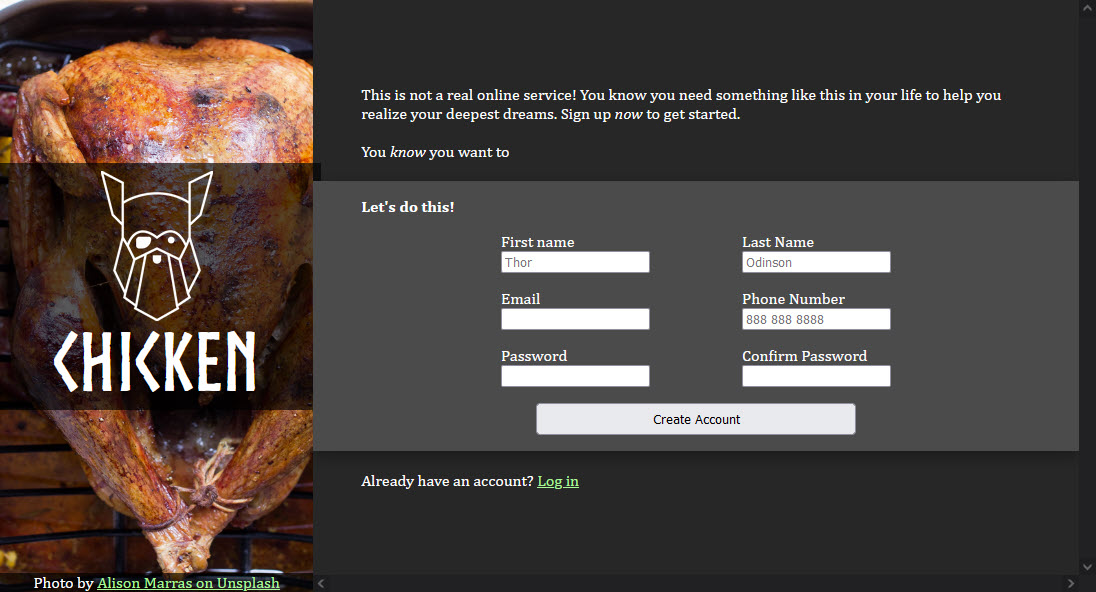 CHICKEN
Photo by Alison Marras on Unsplash
This is not a real online service! You know you need something like this in your life to help you
realize your deepest dreams. Sign up now to get started.
You know you want to
Let's do this!
First name
Last Name
Thor
Odinson
Email
Phone Number
888 888 8888
Password
Confirm Password
Create Account
Already have an account? Log in